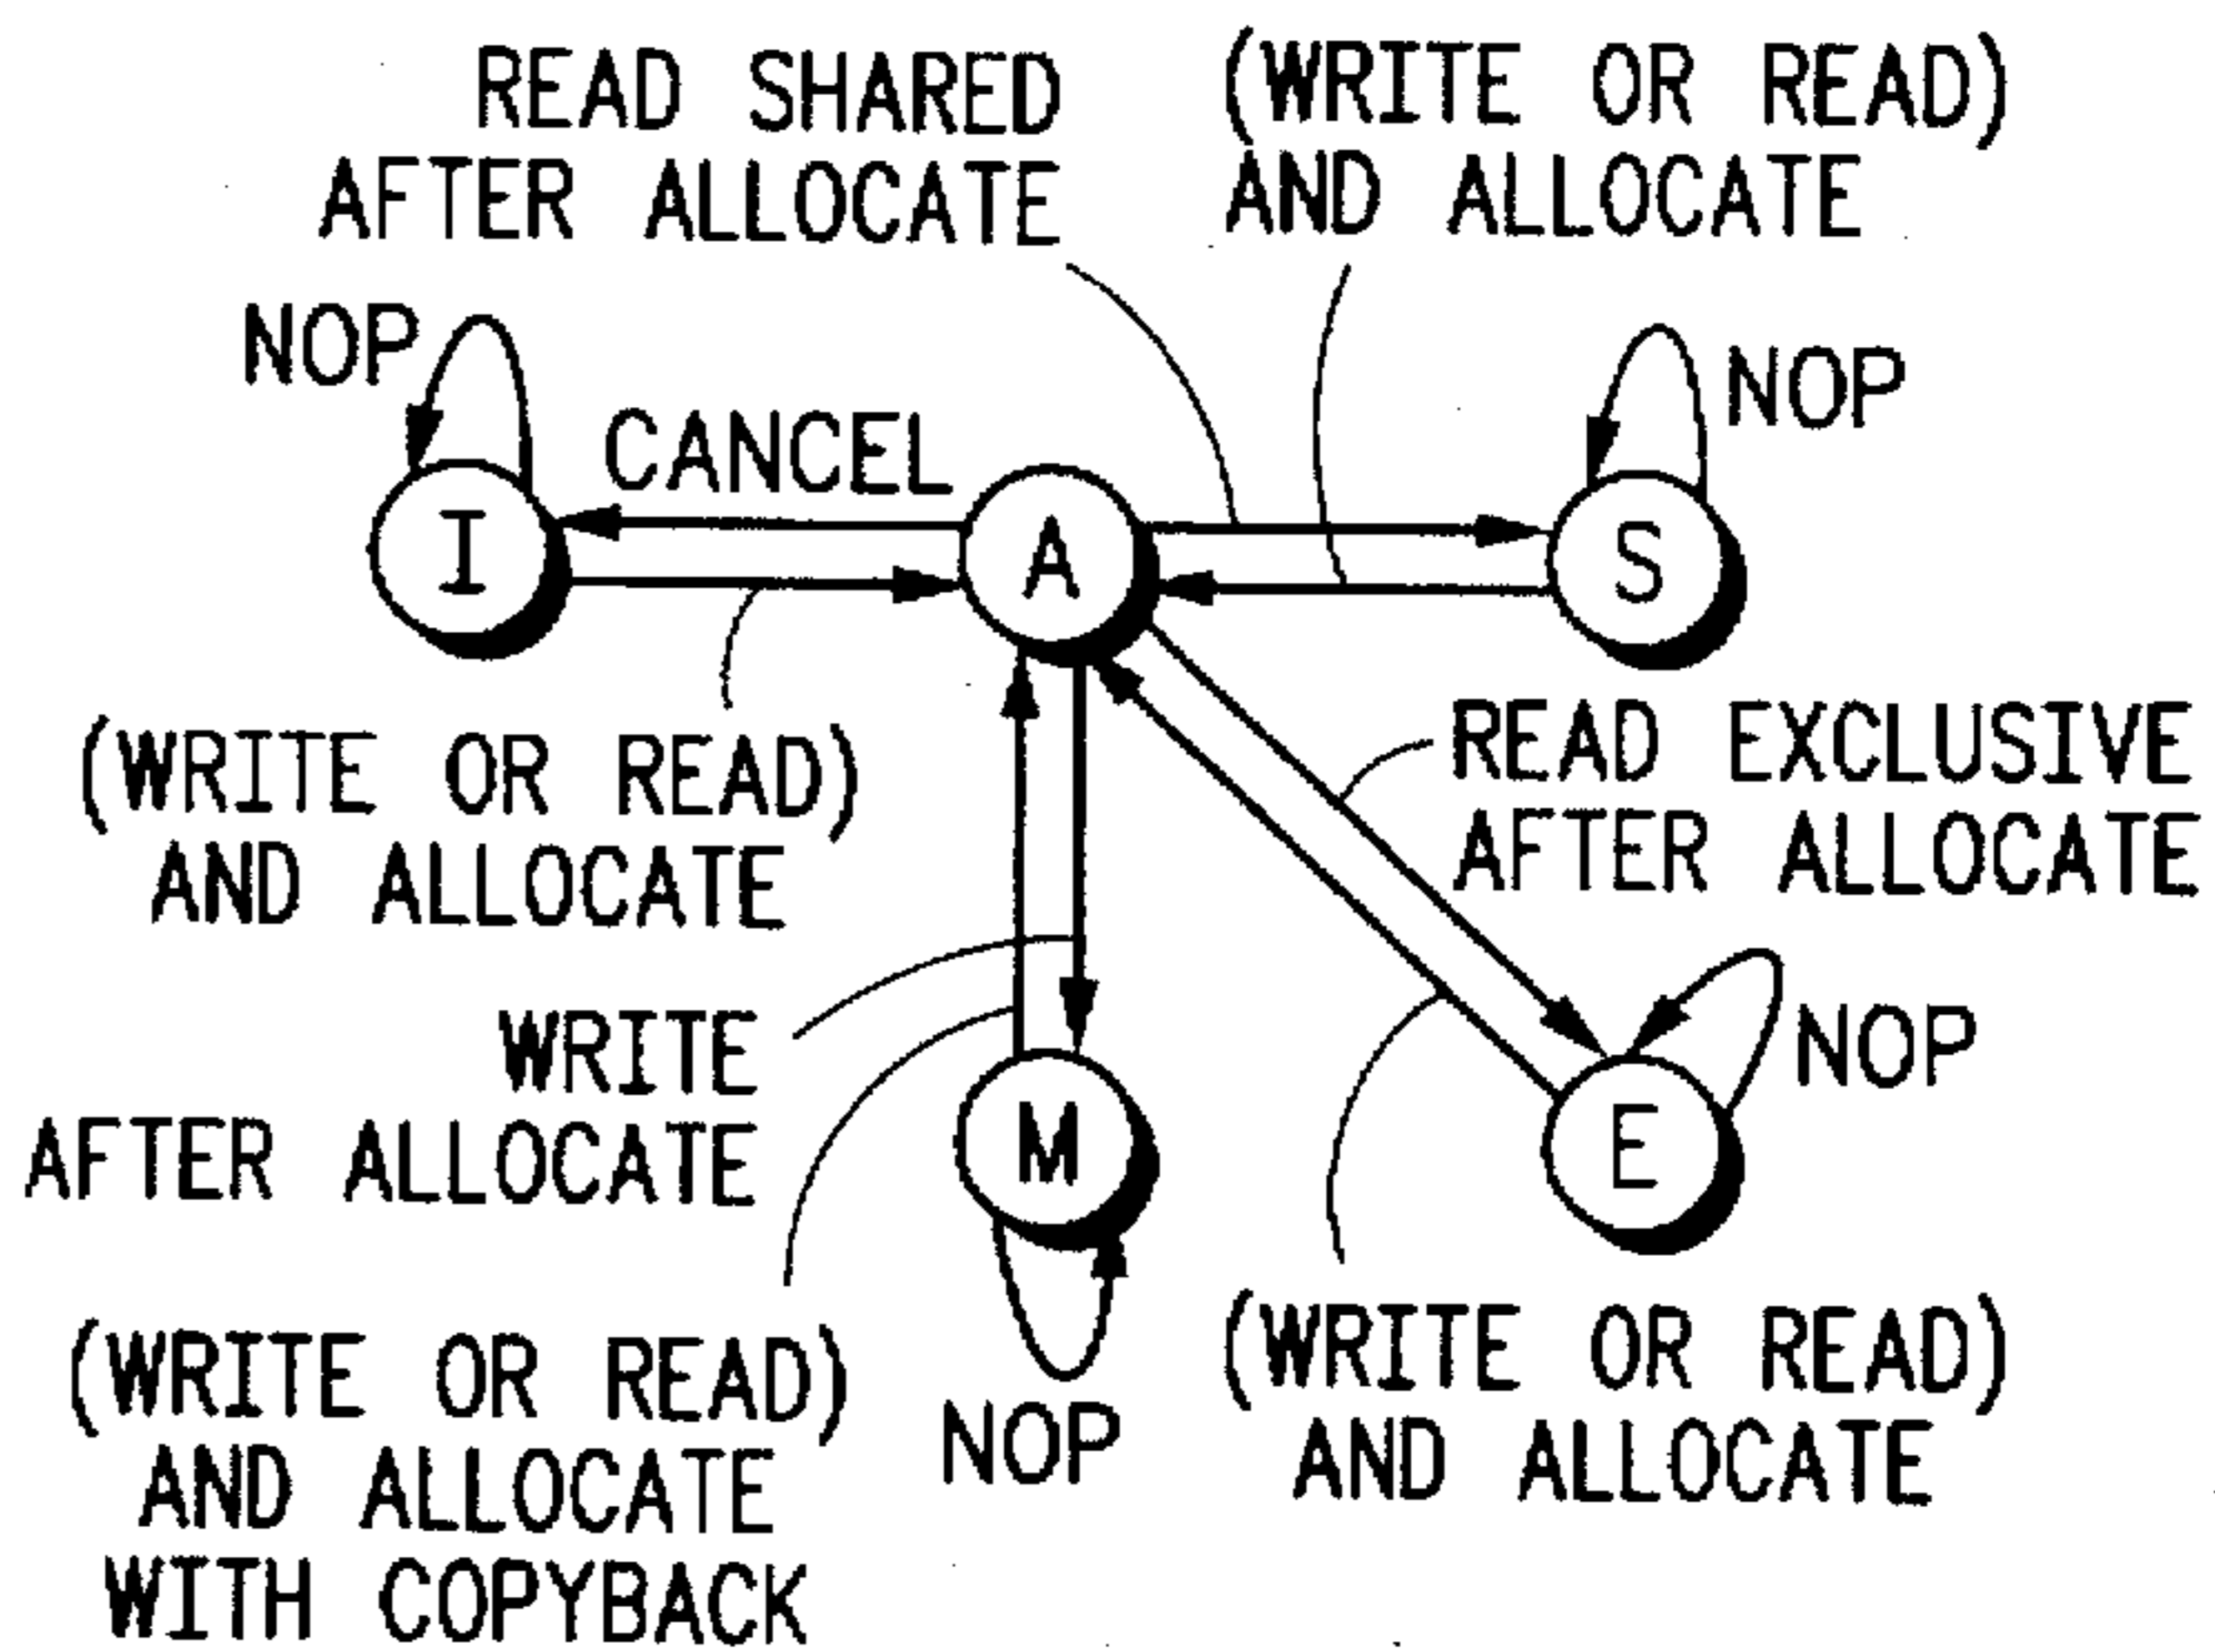 READ SHARED
AFTER ALLOCATE
(WRITE OR READ)
AND ALLOCATE
NOP
CANCEL
NOP
I
A
S
(WRITE OR READ)
AND ALLOCATE
READ EXCLUSIVE
AFTER ALLOCATE
WRITE
AFTER ALLOCATE
NOP
M
E
(WRITE OR READ)
AND ALLOCATE
WITH COPYBACK
NOP
(WRITE OR READ)
AND ALLOCATE